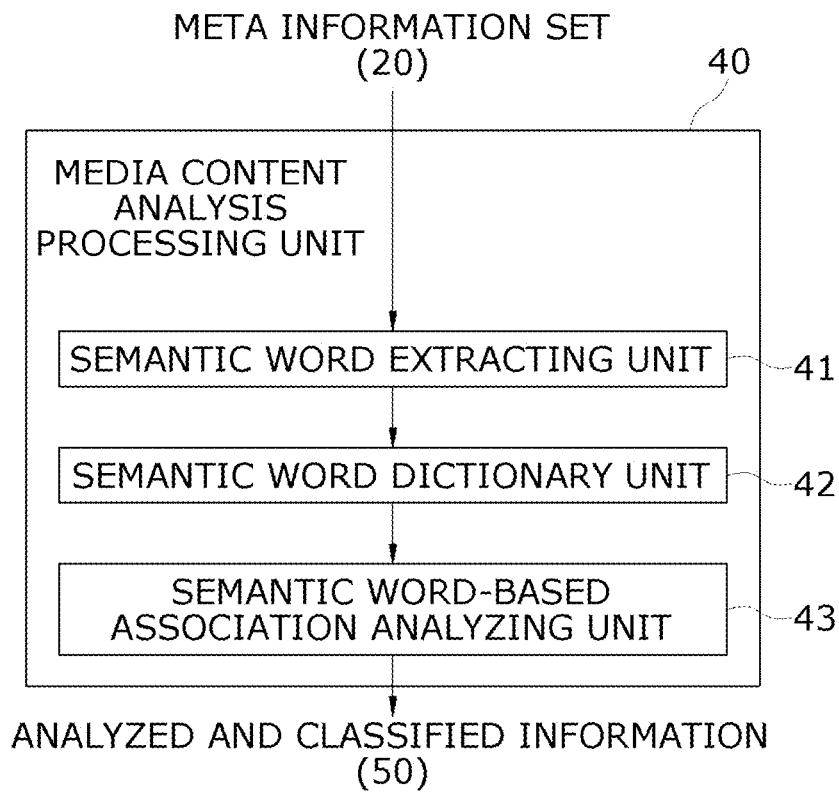 META INFORMATION SET
(20)
40
MEDIA CONTENT
ANALYSIS
PROCESSING UNIT
SEMANTIC WORD EXTRACTING UNIT
41
SEMANTIC WORD DICTIONARY UNIT
42
SEMANTIC WORD-BASED
ASSOCIATION ANALYZING UNIT
43
ANALYZED AND CLASSIFIED INFORMATION
(50)